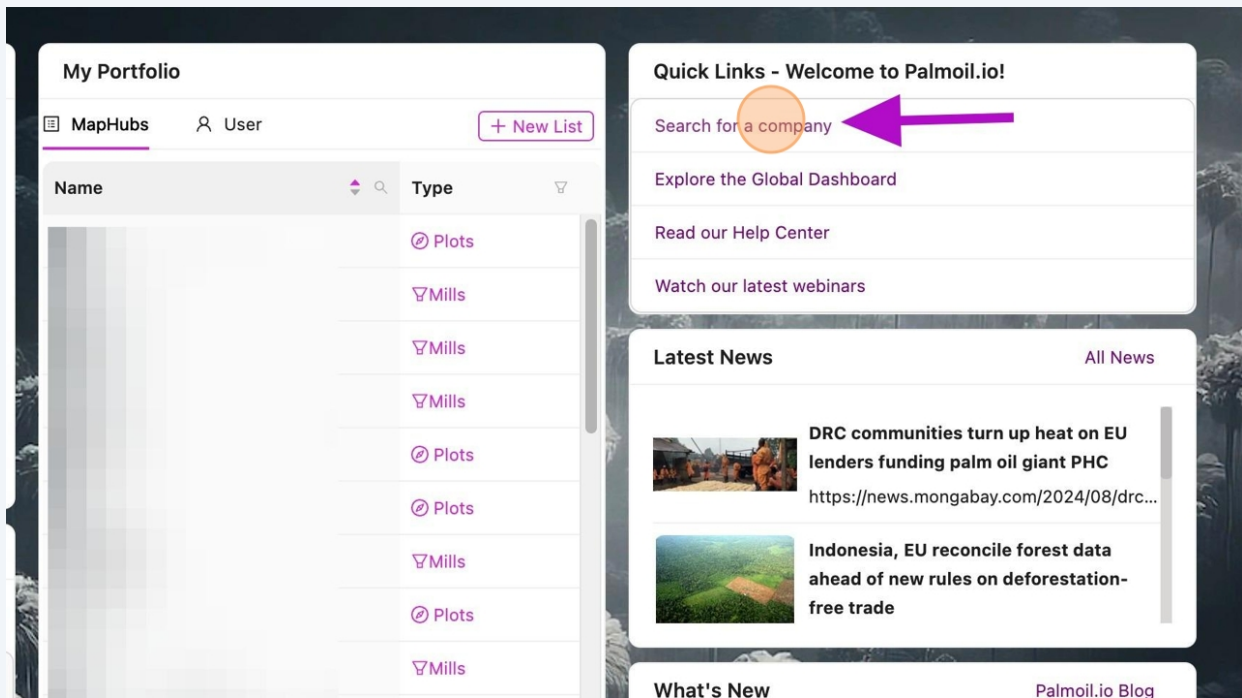 My Portfolio
MapHubs
User
+ New List
Name
Type
Plots
Mills
Mills
Mills
Plots
Plots
Mills
Plots
Mills
Quick Links - Welcome to Palmoil.io!
Search for a company
Explore the Global Dashboard
Read our Help Center
Watch our latest webinars
Latest News
All News
DRC communities turn up heat on EU
lenders funding palm oil giant PHC
https://news.mongabay.com/2024/08/drc...
Indonesia, EU reconcile forest data
ahead of new rules on deforestation-
free trade
What's New
Palmoil.io Blog